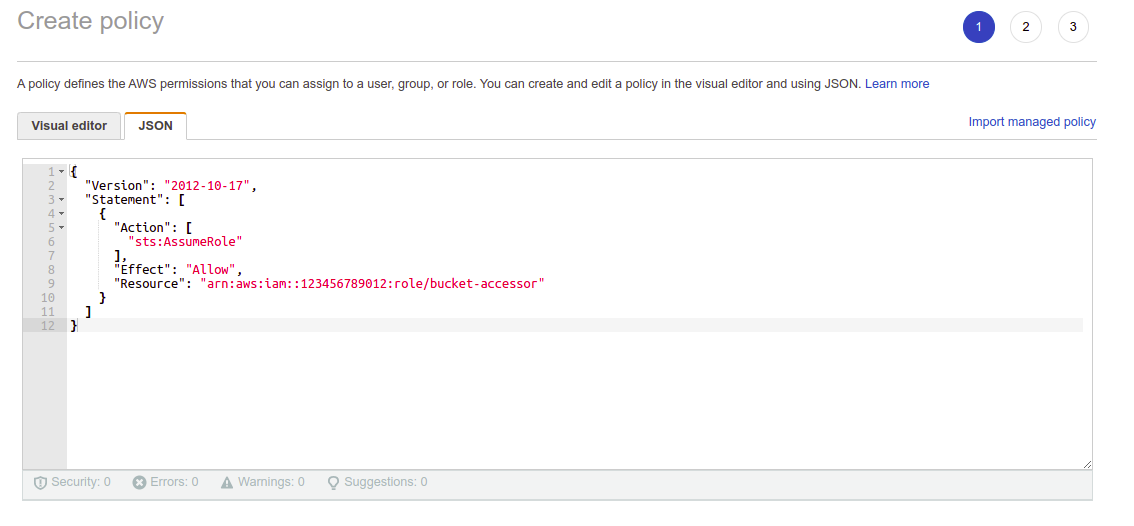 Create policy
1 2 3
A policy defines the AWS permissions that you can assign to a user, group, or role. You can create and edit a policy in the visual editor and using JSON. Learn more
Visual editor JSON Import managed policy
1 {
2 "Version": "2012-10-17",
3 "Statement": [
4 {
5 "Action": [
6 "sts:AssumeRole"
7 ],
8 "Effect": "Allow",
9 "Resource": "arn:aws:iam::123456789012:role/bucket-accessor"
10 }
11 ]
12 }
Security: 0 Errors: 0 Warnings: 0 Suggestions: 0